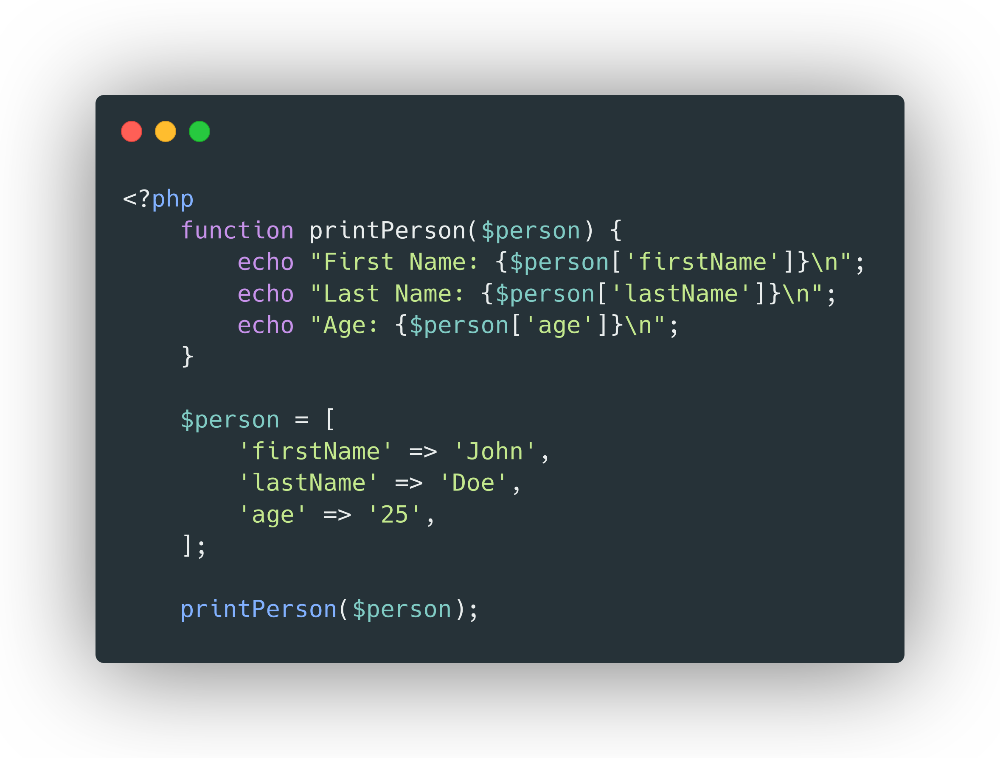 <?php
    function printPerson($person) {
        echo "First Name: {$person['firstName']}\n";
        echo "Last Name: {$person['lastName']}\n";
        echo "Age: {$person['age']}\n";
    }

    $person = [
        'firstName' => 'John',
        'lastName' => 'Doe',
        'age' => '25',
    ];

    printPerson($person);